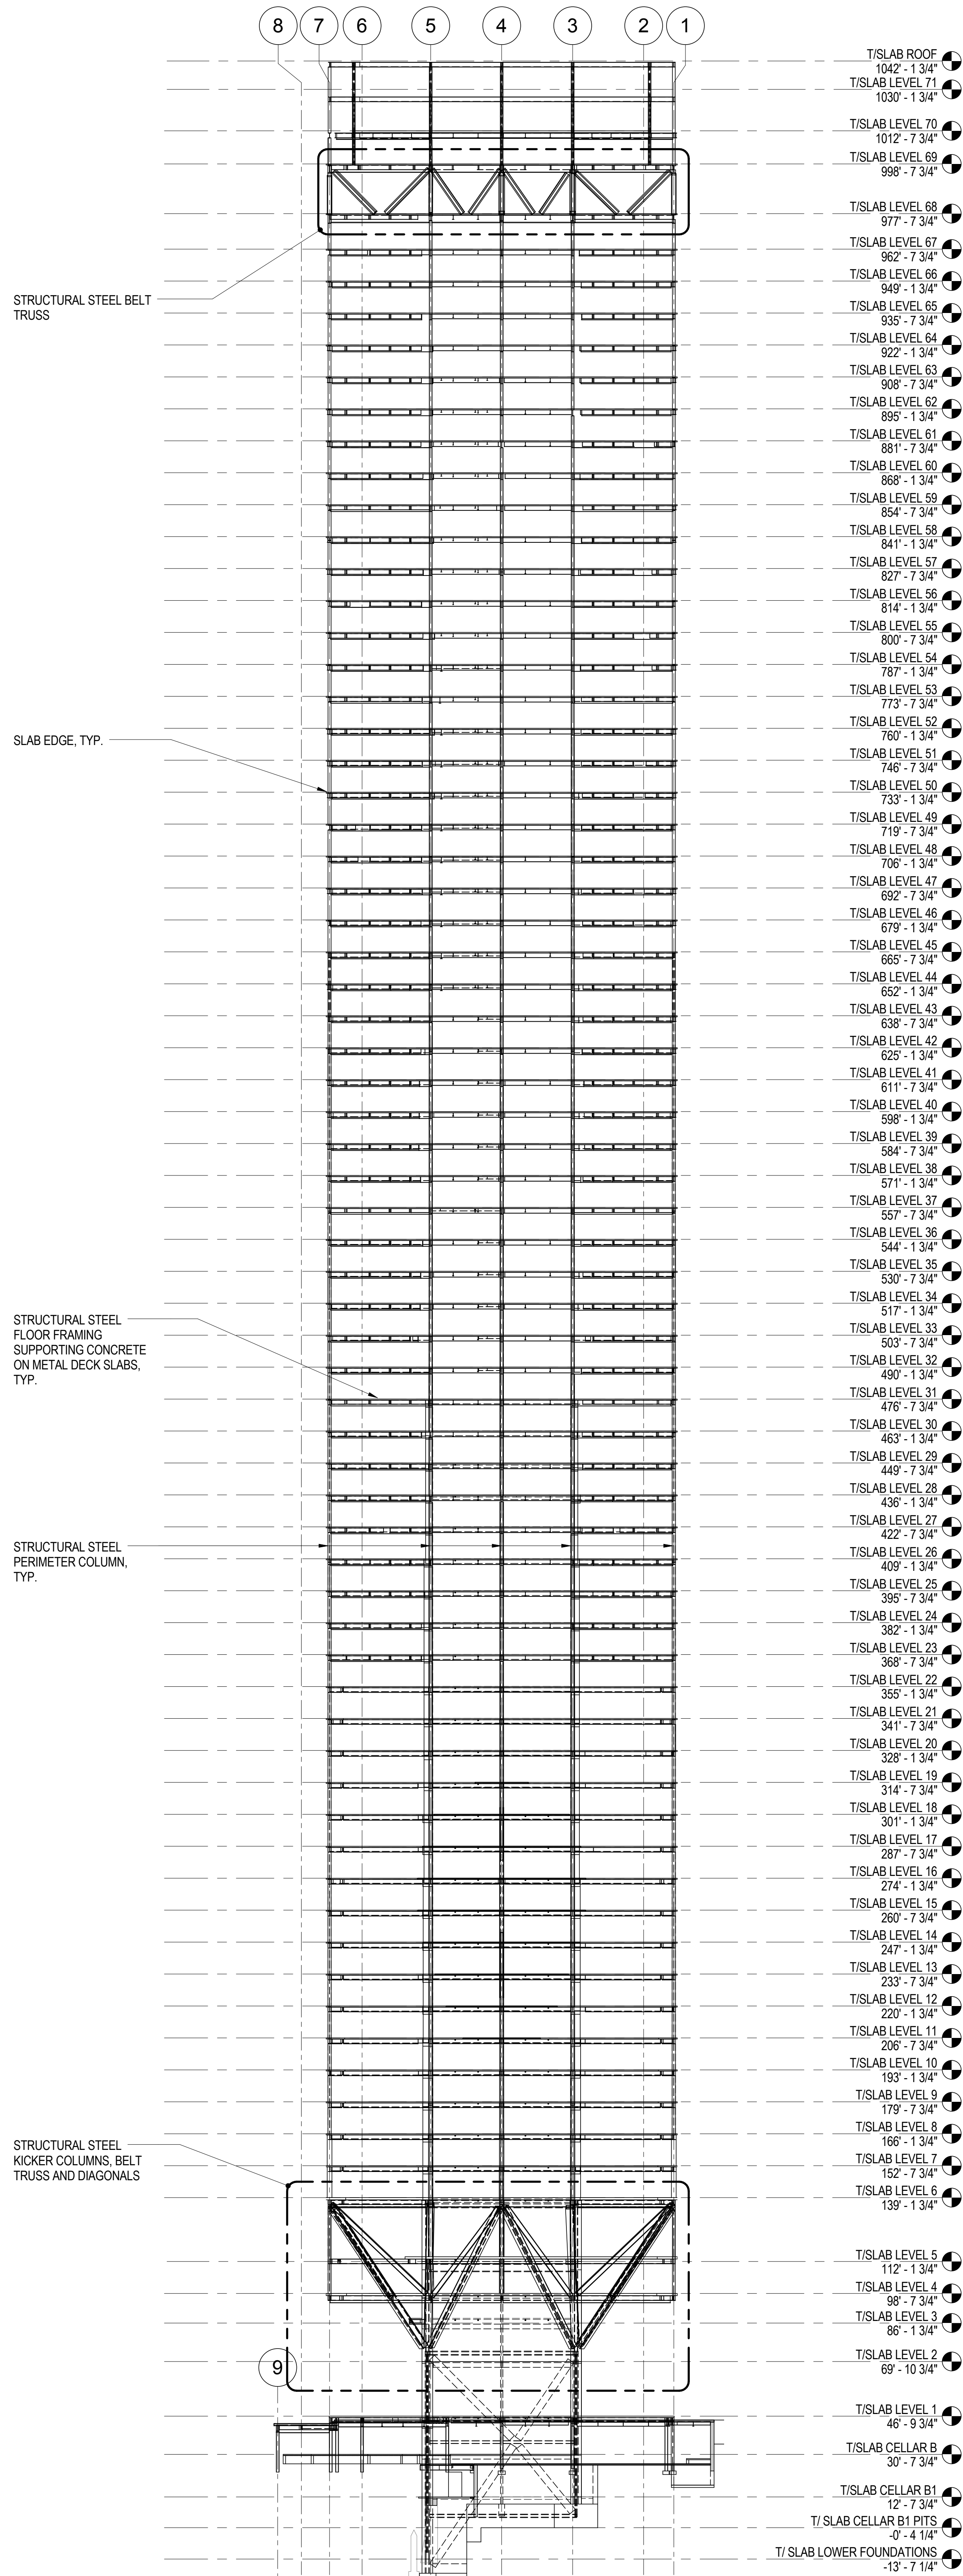 8 7 6 5 4 3 2 1
T/SLAB ROOF
1042' - 1 3/4"
T/SLAB LEVEL 71
1030' - 1 3/4"
T/SLAB LEVEL 70
1012' - 7 3/4"
T/SLAB LEVEL 69
998' - 7 3/4"
T/SLAB LEVEL 68
977' - 7 3/4"
T/SLAB LEVEL 67
962' - 7 3/4"
T/SLAB LEVEL 66
949' - 1 3/4"
STRUCTURAL STEEL BELT
TRUSS
T/SLAB LEVEL 65
935' - 7 3/4"
T/SLAB LEVEL 64
922' - 1 3/4"
T/SLAB LEVEL 63
908' - 7 3/4"
T/SLAB LEVEL 62
895' - 1 3/4"
T/SLAB LEVEL 61
881' - 7 3/4"
T/SLAB LEVEL 60
868' - 1 3/4"
T/SLAB LEVEL 59
854' - 7 3/4"
T/SLAB LEVEL 58
841' - 1 3/4"
T/SLAB LEVEL 57
827' - 7 3/4"
T/SLAB LEVEL 56
814' - 1 3/4"
T/SLAB LEVEL 55
800' - 7 3/4"
T/SLAB LEVEL 54
787' - 1 3/4"
T/SLAB LEVEL 53
773' - 7 3/4"
T/SLAB LEVEL 52
760' - 1 3/4"
SLAB EDGE, TYP.
T/SLAB LEVEL 51
746' - 7 3/4"
T/SLAB LEVEL 50
733' - 1 3/4"
T/SLAB LEVEL 49
719' - 7 3/4"
T/SLAB LEVEL 48
706' - 1 3/4"
T/SLAB LEVEL 47
692' - 7 3/4"
T/SLAB LEVEL 46
679' - 1 3/4"
T/SLAB LEVEL 45
665' - 7 3/4"
T/SLAB LEVEL 44
652' - 1 3/4"
T/SLAB LEVEL 43
638' - 7 3/4"
T/SLAB LEVEL 42
625' - 1 3/4"
T/SLAB LEVEL 41
611' - 7 3/4"
T/SLAB LEVEL 40
598' - 1 3/4"
T/SLAB LEVEL 39
584' - 7 3/4"
T/SLAB LEVEL 38
571' - 1 3/4"
T/SLAB LEVEL 37
557' - 7 3/4"
T/SLAB LEVEL 36
544' - 1 3/4"
T/SLAB LEVEL 35
530' - 7 3/4"
T/SLAB LEVEL 34
517' - 1 3/4"
STRUCTURAL STEEL
FLOOR FRAMING
SUPPORTING CONCRETE
ON METAL DECK SLABS,
TYP.
T/SLAB LEVEL 33
503' - 7 3/4"
T/SLAB LEVEL 32
490' - 1 3/4"
T/SLAB LEVEL 31
476' - 7 3/4"
T/SLAB LEVEL 30
463' - 1 3/4"
T/SLAB LEVEL 29
449' - 7 3/4"
T/SLAB LEVEL 28
436' - 1 3/4"
T/SLAB LEVEL 27
422' - 7 3/4"
STRUCTURAL STEEL
PERIMETER COLUMN,
TYP.
T/SLAB LEVEL 26
409' - 1 3/4"
T/SLAB LEVEL 25
395' - 7 3/4"
T/SLAB LEVEL 24
382' - 1 3/4"
T/SLAB LEVEL 23
368' - 7 3/4"
T/SLAB LEVEL 22
355' - 1 3/4"
T/SLAB LEVEL 21
341' - 7 3/4"
T/SLAB LEVEL 20
328' - 1 3/4"
T/SLAB LEVEL 19
314' - 7 3/4"
T/SLAB LEVEL 18
301' - 1 3/4"
T/SLAB LEVEL 17
287' - 7 3/4"
T/SLAB LEVEL 16
274' - 1 3/4"
T/SLAB LEVEL 15
260' - 7 3/4"
T/SLAB LEVEL 14
247' - 1 3/4"
T/SLAB LEVEL 13
233' - 7 3/4"
T/SLAB LEVEL 12
220' - 1 3/4"
T/SLAB LEVEL 11
206' - 7 3/4"
T/SLAB LEVEL 10
193' - 1 3/4"
T/SLAB LEVEL 9
179' - 7 3/4"
T/SLAB LEVEL 8
166' - 1 3/4"
STRUCTURAL STEEL
KICKER COLUMNS, BELT
TRUSS AND DIAGONALS
T/SLAB LEVEL 7
152' - 7 3/4"
T/SLAB LEVEL 6
139' - 1 3/4"
T/SLAB LEVEL 5
112' - 1 3/4"
T/SLAB LEVEL 4
98' - 7 3/4"
T/SLAB LEVEL 3
86' - 1 3/4"
T/SLAB LEVEL 2
69' - 10 3/4"
9
T/SLAB LEVEL 1
46' - 9 3/4"
T/SLAB CELLAR B
30' - 7 3/4"
T/SLAB CELLAR B1
12' - 7 3/4"
T/ SLAB CELLAR B1 PITS
-0' - 4 1/4"
T/ SLAB LOWER FOUNDATIONS
-13' - 7 1/4"